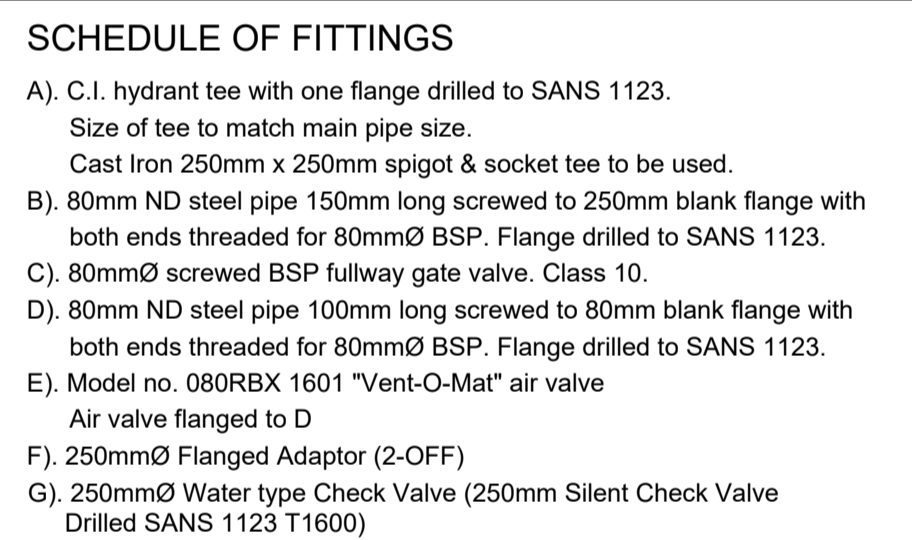 SCHEDULE OF FITTINGS
A). C.I. hydrant tee with one flange drilled to SANS 1123.
Size of tee to match main pipe size.
Cast Iron 250mm x 250mm spigot & socket tee to be used.
B). 80mm ND steel pipe 150mm long screwed to 250mm blank flange with
both ends threaded for 80mmØ BSP. Flange drilled to SANS 1123.
C). 80mmØ screwed BSP fullway gate valve. Class 10.
D). 80mm ND steel pipe 100mm long screwed to 80mm blank flange with
both ends threaded for 80mmØ BSP. Flange drilled to SANS 1123.
E). Model no. 080RBX 1601 "Vent-O-Mat" air valve
Air valve flanged to D
F). 250mmØ Flanged Adaptor (2-OFF)
G). 250mmØ Water type Check Valve (250mm Silent Check Valve
Drilled SANS 1123 T1600)